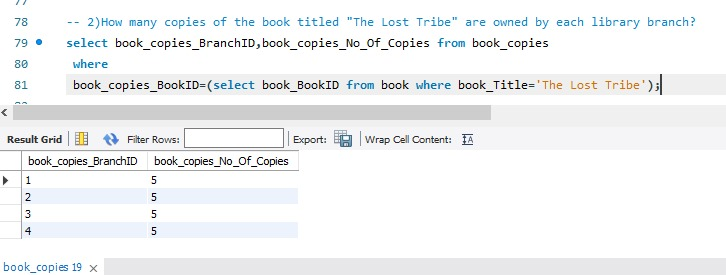 77
78 -- 2)How many copies of the book titled "The Lost Tribe" are owned by each library branch?
79 select book_copies_BranchID,book_copies_No_Of_Copies from book_copies
80 where
81 book_copies_BookID=(select book_BookID from book where book_Title='The Lost Tribe');
Result Grid Filter Rows: Export: Wrap Cell Content:
book_copies_BranchID book_copies_No_Of_Copies
1 5
2 5
3 5
4 5
book_copies 19